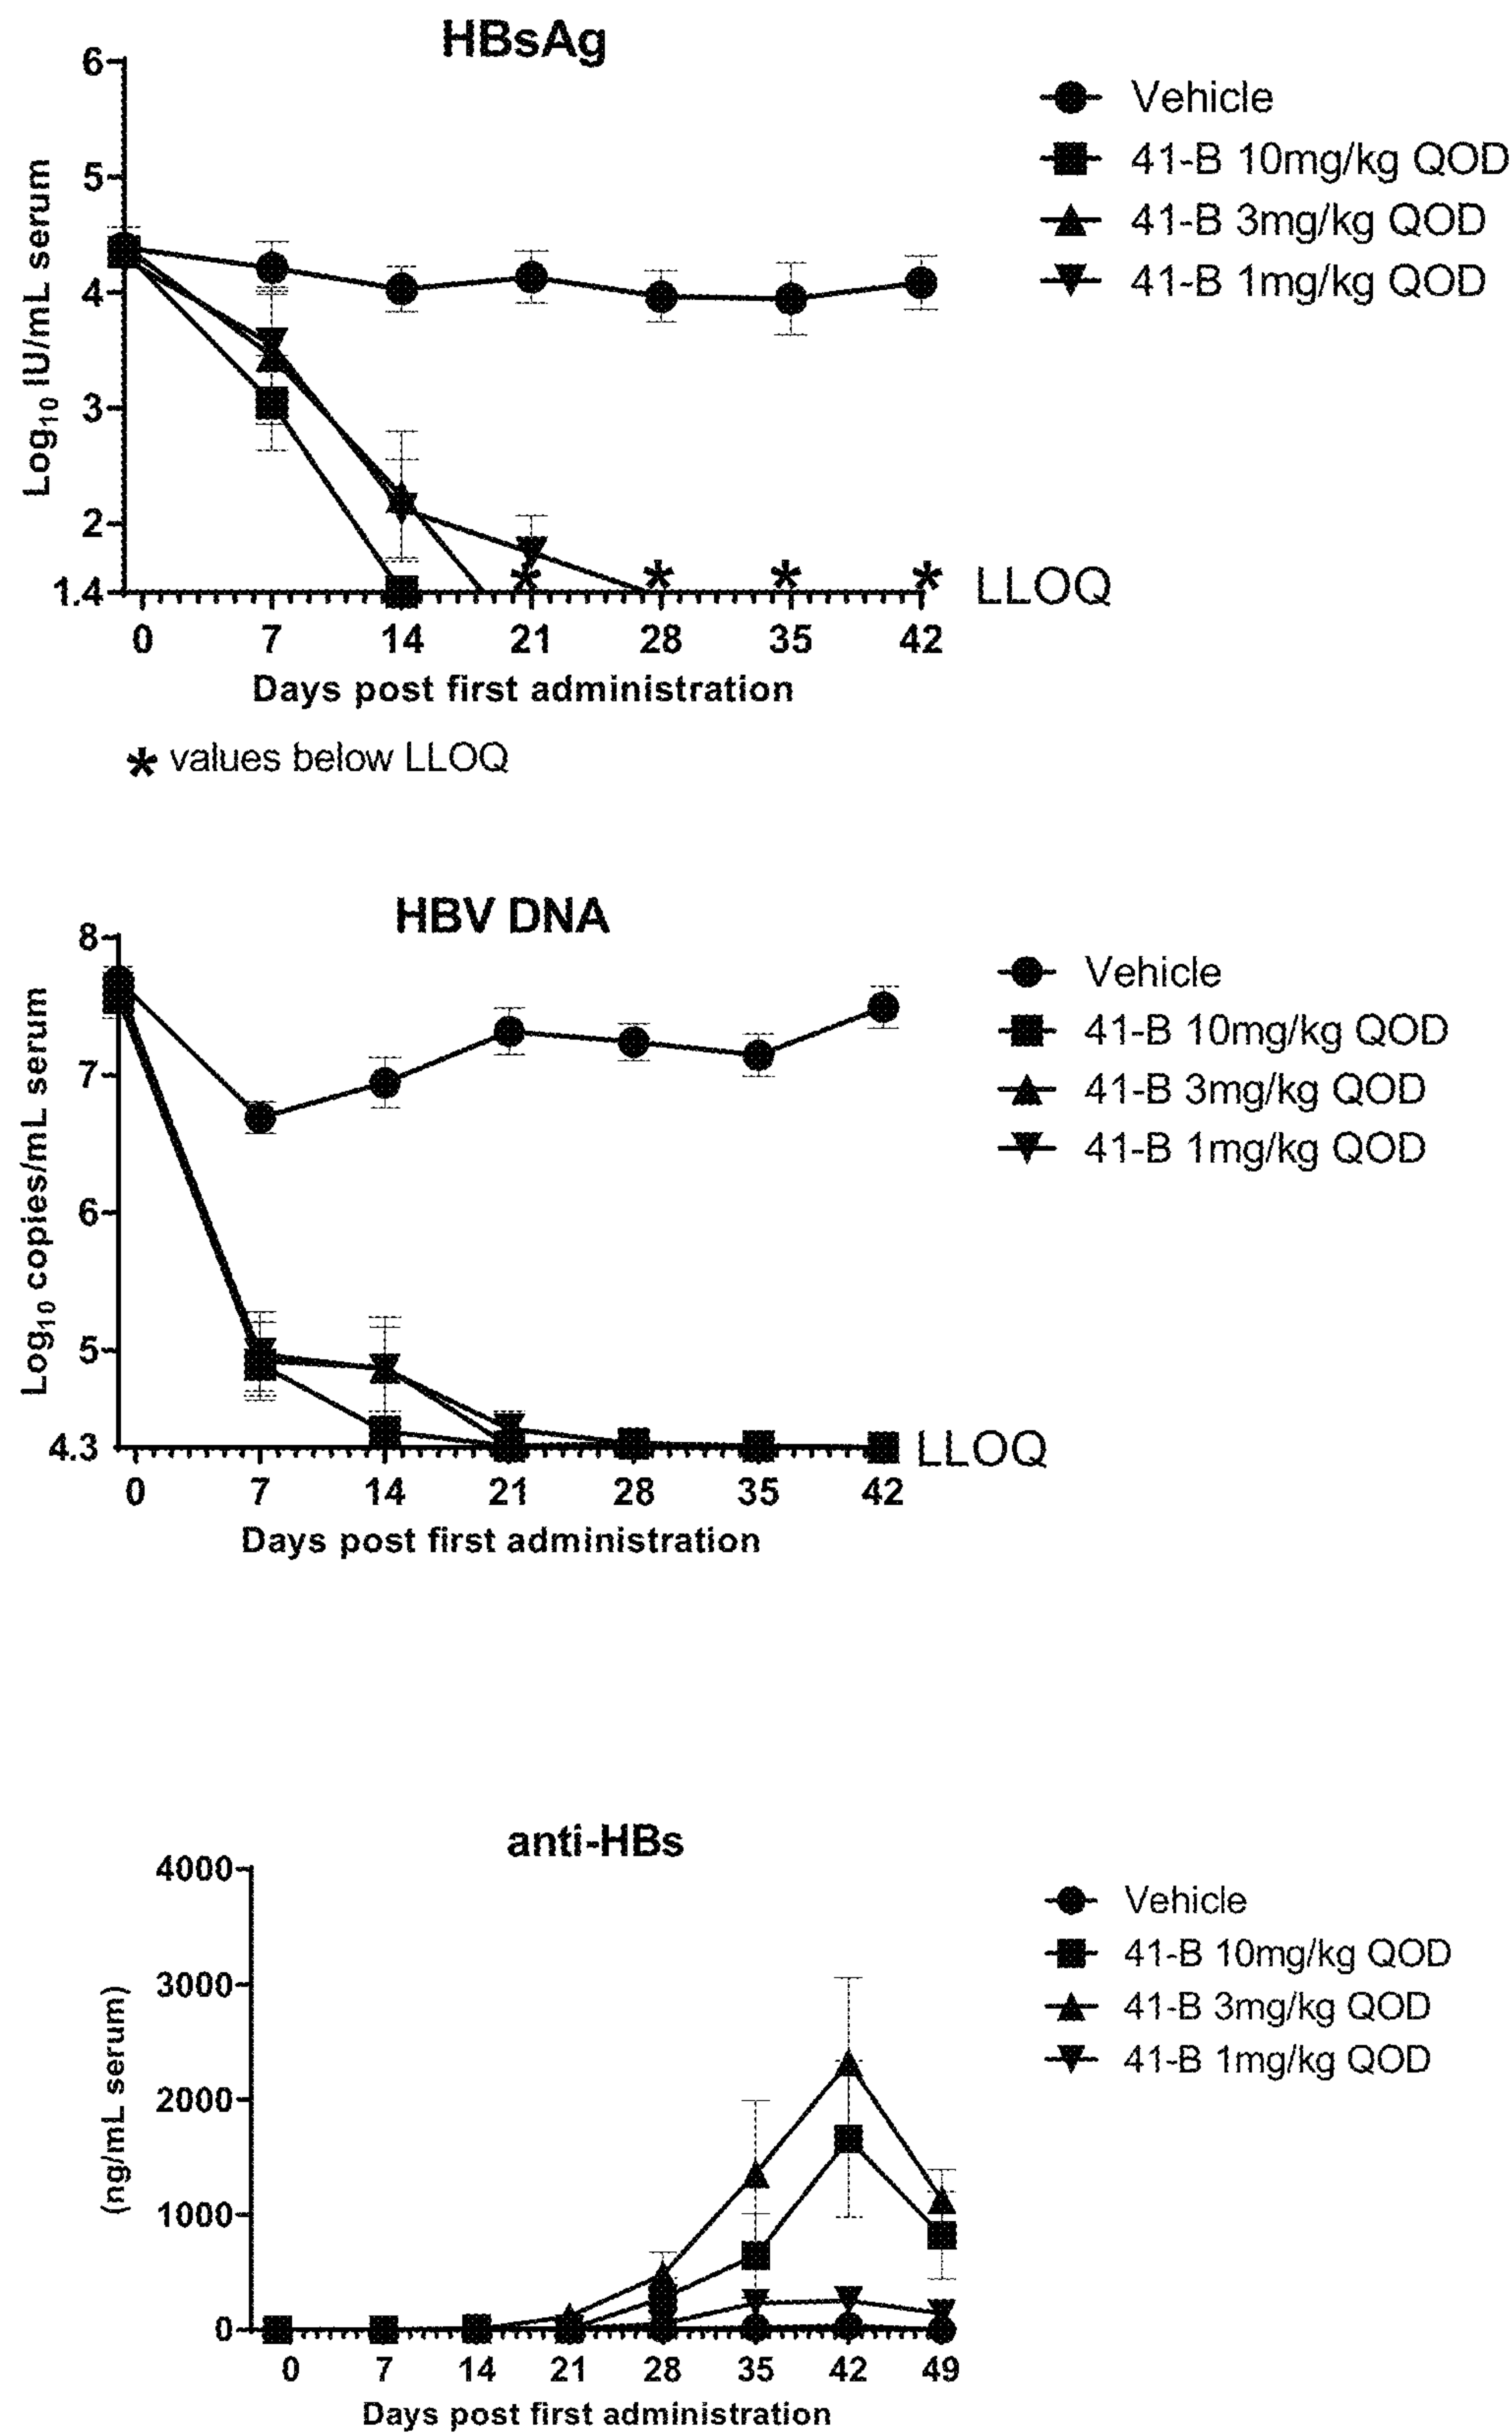 HBsAg
6
5
4
3
2
1.4
Log10 IU/mL serum
Vehicle
41-B 10mg/kg QOD
41-B 3mg/kg QOD
41-B 1mg/kg QOD
* * * * LLOQ
0 7 14 21 28 35 42
Days post first administration
* values below LLOQ
HBV DNA
8
7
6
5
4.3
Log10 copies/mL serum
Vehicle
41-B 10mg/kg QOD
41-B 3mg/kg QOD
41-B 1mg/kg QOD
LLOQ
0 7 14 21 28 35 42
Days post first administration
anti-HBs
4000
3000
2000
1000
0
(ng/mL serum)
Vehicle
41-B 10mg/kg QOD
41-B 3mg/kg QOD
41-B 1mg/kg QOD
0 7 14 21 28 35 42 49
Days post first administration